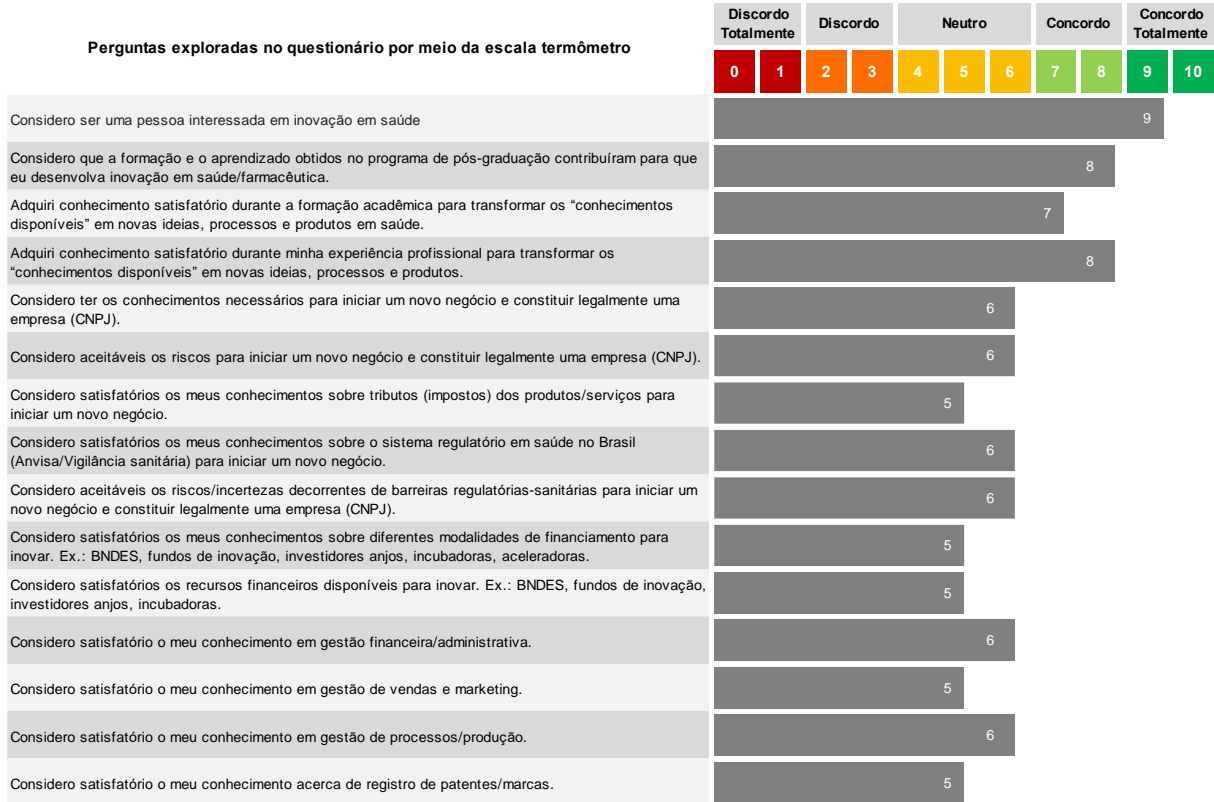 Perguntas exploradas no questionário por meio da escala termômetro
Discordo Totalmente
Discordo
Neutro
Concordo
Concordo Totalmente
0 1 2 3 4 5 6 7 8 9 10
Considero ser uma pessoa interessada em inovação em saúde
9
Considero que a formação e o aprendizado obtidos no programa de pós-graduação contribuíram para que
eu desenvolva inovação em saúde/farmacêutica.
8
Adquiri conhecimento satisfatório durante a formação acadêmica para transformar os “conhecimentos
disponíveis” em novas ideias, processos e produtos em saúde.
7
Adquiri conhecimento satisfatório durante minha experiência profissional para transformar os
“conhecimentos disponíveis” em novas ideias, processos e produtos.
8
Considero ter os conhecimentos necessários para iniciar um novo negócio e constituir legalmente uma
empresa (CNPJ).
6
Considero aceitáveis os riscos para iniciar um novo negócio e constituir legalmente uma empresa (CNPJ).
6
Considero satisfatórios os meus conhecimentos sobre tributos (impostos) dos produtos/serviços para
iniciar um novo negócio.
5
Considero satisfatórios os meus conhecimentos sobre o sistema regulatório em saúde no Brasil
(Anvisa/Vigilância sanitária) para iniciar um novo negócio.
6
Considero aceitáveis os riscos/incertezas decorrentes de barreiras regulatórias-sanitárias para iniciar um
novo negócio e constituir legalmente uma empresa (CNPJ).
6
Considero satisfatórios os meus conhecimentos sobre diferentes modalidades de financiamento para
inovar. Ex.: BNDES, fundos de inovação, investidores anjos, incubadoras, aceleradoras.
5
Considero satisfatórios os recursos financeiros disponíveis para inovar. Ex.: BNDES, fundos de inovação,
investidores anjos, incubadoras.
5
Considero satisfatório o meu conhecimento em gestão financeira/administrativa.
6
Considero satisfatório o meu conhecimento em gestão de vendas e marketing.
5
Considero satisfatório o meu conhecimento em gestão de processos/produção.
6
Considero satisfatório o meu conhecimento acerca de registro de patentes/marcas.
5